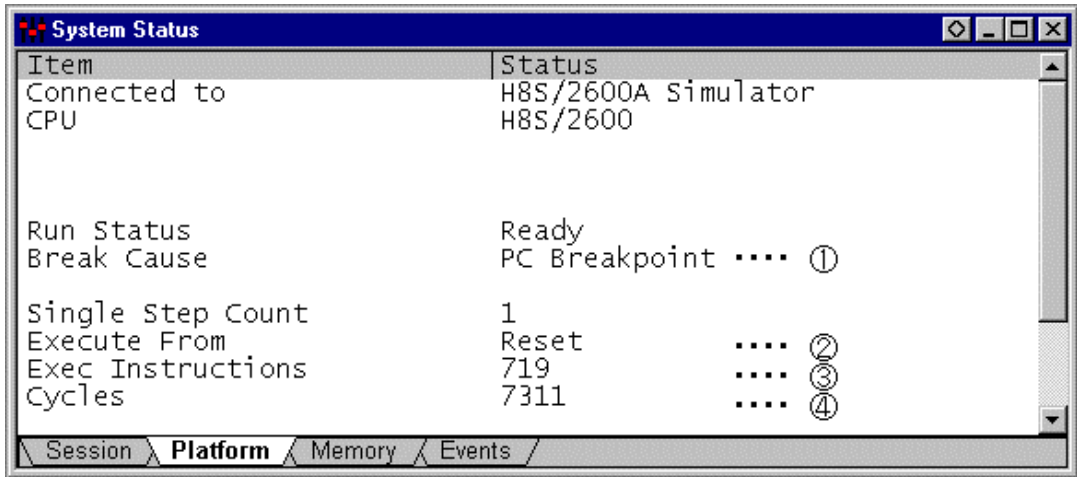 System Status
Item Status
Connected to H8S/2600A Simulator
CPU H8S/2600
Run Status Ready
Break Cause PC Breakpoint ···· ①
Single Step Count 1
Execute From Reset ···· ②
Exec Instructions 719 ···· ③
Cycles 7311 ···· ④
Session Platform Memory Events